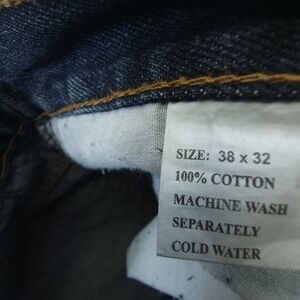 SIZE: 38 x 32
100% COTTON
MACHINE WASH
SEPARATELY
COLD WATER